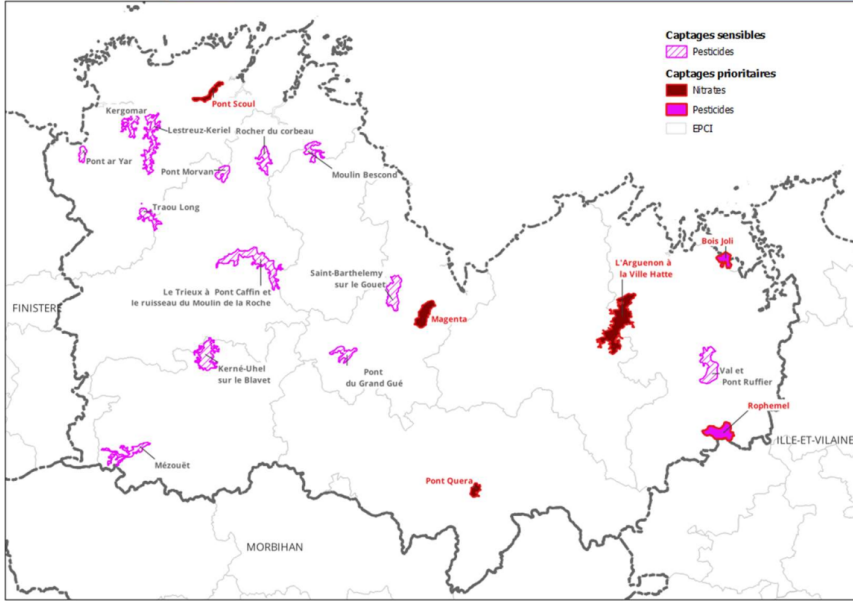 Captages sensibles
Pesticides
Captages prioritaires
Nitrates
Pesticides
EPCI
Pont Scoul
Kergomar
Lestreuz-Keriel
Rocher du corbeau
Pont ar Yar
Pont Morvan
Moulin Bescond
Traou Long
Bois Joli
L'Arguenon à
la Ville Hatte
Saint-Barthelemy
sur le Gouet
Le Trieux à Pont Caffin et
le ruisseau du Moulin de la Roche
FINISTERE
Magenta
Kerné-Uhel
sur le Blavet
Pont
du Grand Gué
Val et
Pont Ruffier
Rophemel
ILLE-ET-VILAINE
Mézouët
Pont Quera
MORBIHAN